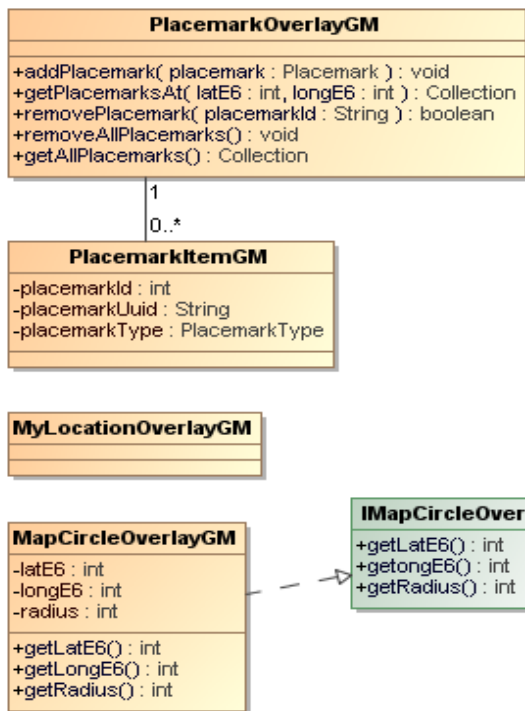 PlacemarkOverlayGM
+addPlacemark( placemark : Placemark ) : void
+getPlacemarksAt( latE6 : int, longE6 : int ) : Collection
+removePlacemark( placemarkId : String ) : boolean
+removeAllPlacemarks() : void
+getAllPlacemarks() : Collection
1
0..*
PlacemarkItemGM
-placemarkId : int
-placemarkUuid : String
-placemarkType : PlacemarkType
MyLocationOverlayGM
MapCircleOverlayGM
-latE6 : int
-longE6 : int
-radius : int
+getLatE6() : int
+getLongE6() : int
+getRadius() : int
IMapCircleOver
+getLatE6() : int
+getongE6() : int
+getRadius() : int